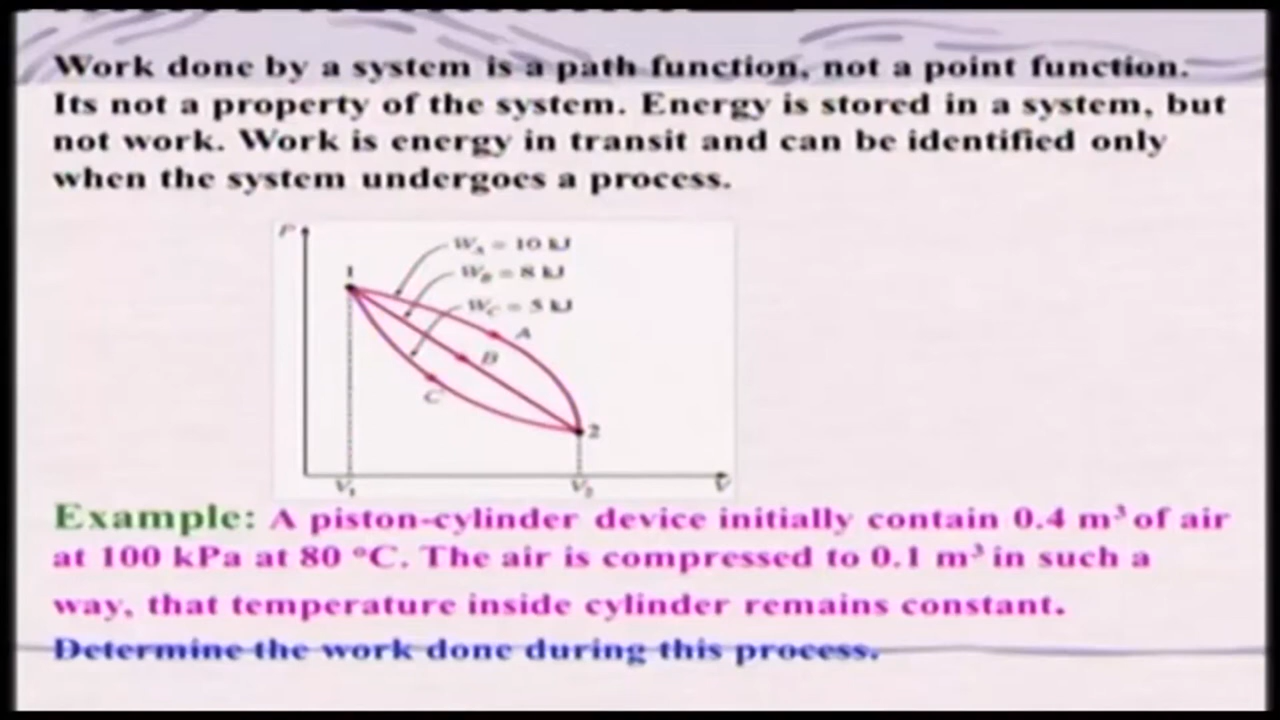 Work done by a system is a path function, not a point function.
Its not a property of the system. Energy is stored in a system, but
not work. Work is energy in transit and can be identified only
when the system undergoes a process.
P
W_A = 10 kJ
1
W_B = 8 kJ
W_C = 5 kJ
A
B
C
2
V₁
V₂
V
Example: A piston-cylinder device initially contain 0.4 m³ of air
at 100 kPa at 80 °C. The air is compressed to 0.1 m³ in such a
way, that temperature inside cylinder remains constant.
Determine the work done during this process.